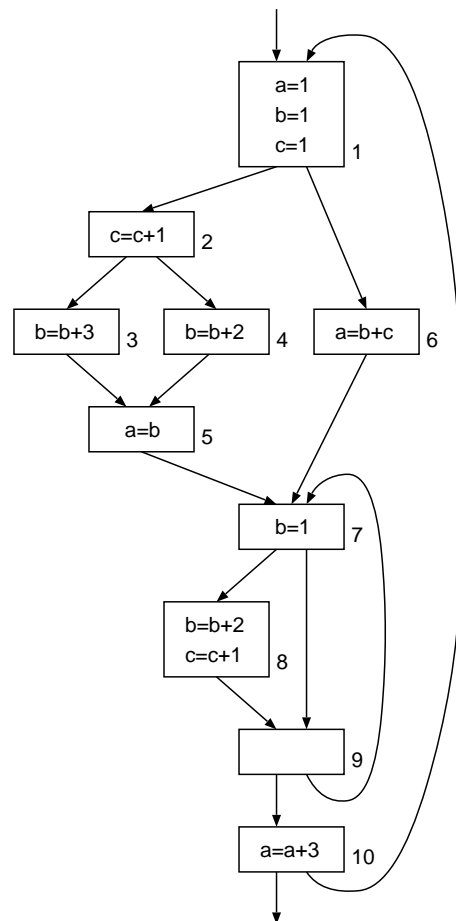 a=1
b=1
c=1
1
c=c+1
2
b=b+3
3
b=b+2
4
a=b+c
6
a=b
5
b=1
7
b=b+2
c=c+1
8
9
a=a+3
10